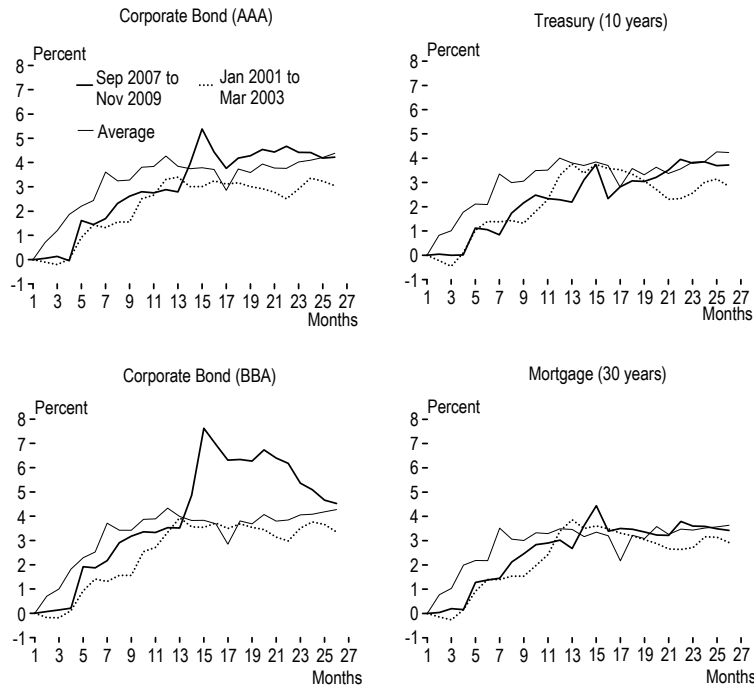 Corporate Bond (AAA)
Percent
8
7
6
5
4
3
2
1
0
-1
Sep 2007 to
Nov 2009
Jan 2001 to
Mar 2003
Average
1 3 5 7 9 11 13 15 17 19 21 23 25 27
Months
Treasury (10 years)
Percent
8
7
6
5
4
3
2
1
0
-1
1 3 5 7 9 11 13 15 17 19 21 23 25 27
Months
Corporate Bond (BBA)
Percent
8
7
6
5
4
3
2
1
0
-1
1 3 5 7 9 11 13 15 17 19 21 23 25 27
Months
Mortgage (30 years)
Percent
8
7
6
5
4
3
2
1
0
-1
1 3 5 7 9 11 13 15 17 19 21 23 25 27
Months